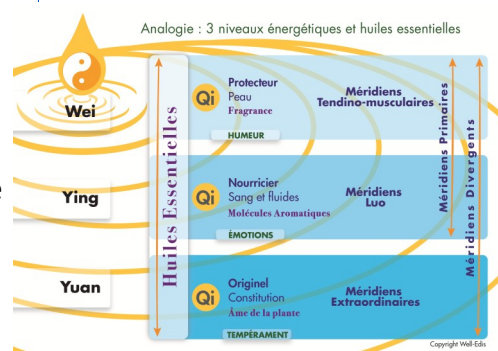 Analogie : 3 niveaux énergétiques et huiles essentielles
Wei
Huiles Essentielles
Qi
Protecteur
Peau
Fragrance
HUMEUR
Méridiens
Tendino-musculaires
Méridiens Primaires
Méridiens Divergents
Ying
Qi
Nourricier
Sang et fluides
Molécules Aromatiques
ÉMOTIONS
Méridiens
Luo
Yuan
Qi
Originel
Constitution
Âme de la plante
TEMPÉRAMENT
Méridiens
Extraordinaires
Copyright Well-Edis